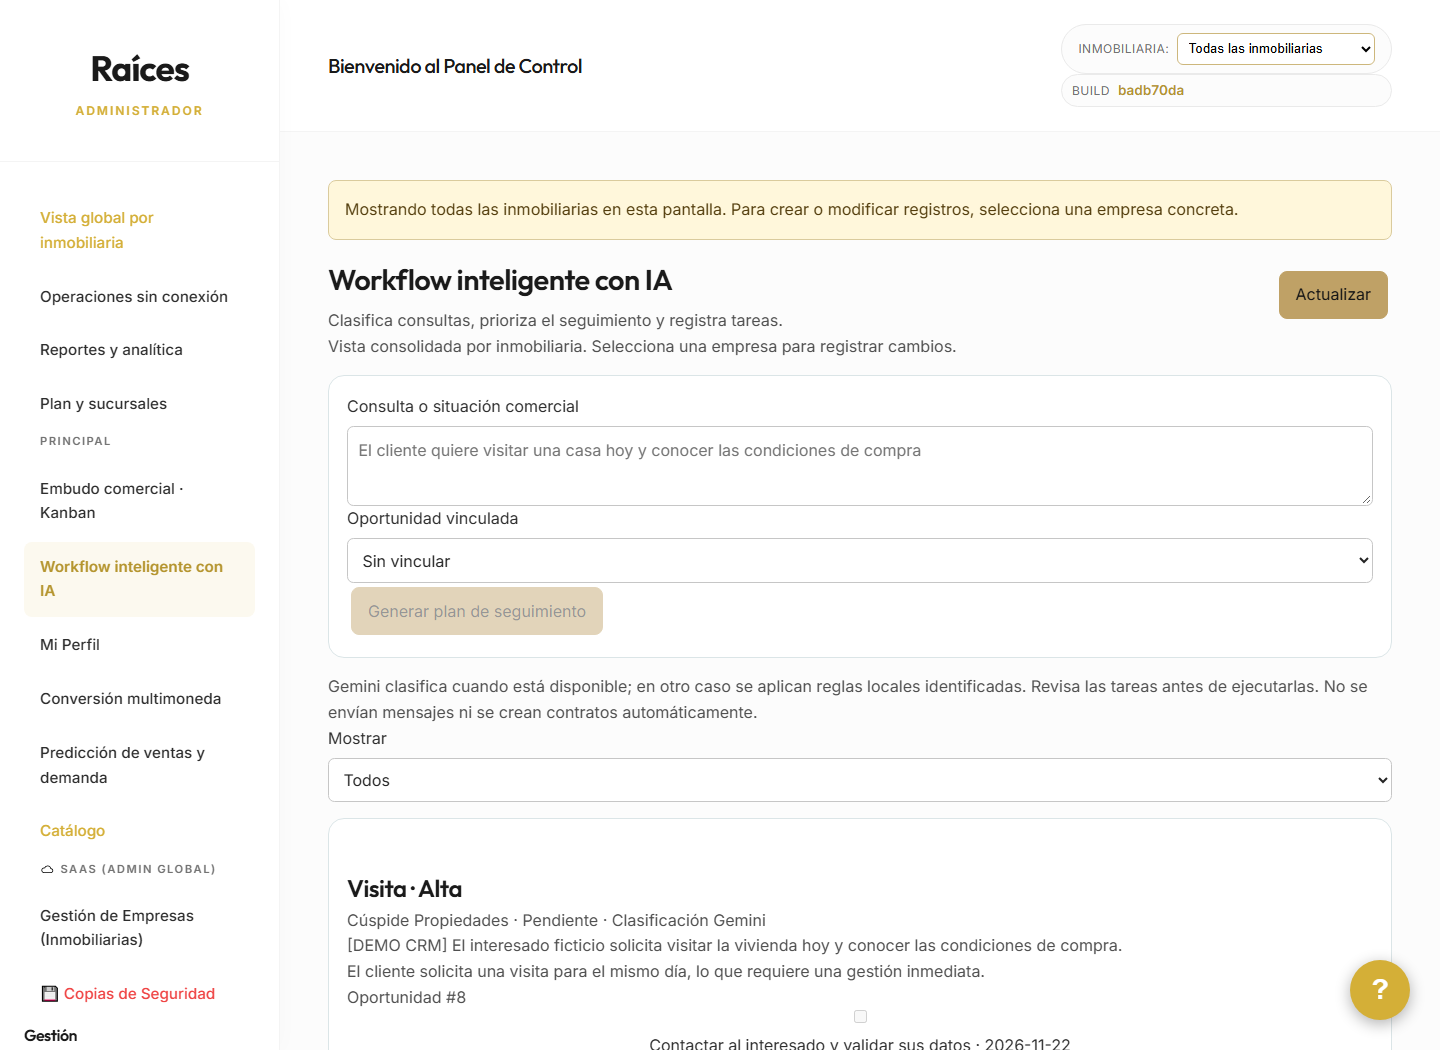 Raíces
ADMINISTRADOR
Vista global por
inmobiliaria
Operaciones sin conexión
Reportes y analítica
Plan y sucursales
PRINCIPAL
Embudo comercial ·
Kanban
Workflow inteligente con
IA
Mi Perfil
Conversión multimoneda
Predicción de ventas y
demanda
Catálogo
SAAS (ADMIN GLOBAL)
Gestión de Empresas
(Inmobiliarias)
Copias de Seguridad
Gestión
Bienvenido al Panel de Control
INMOBILIARIA: Todas las inmobiliarias
BUILD badb70da
Mostrando todas las inmobiliarias en esta pantalla. Para crear o modificar registros, selecciona una empresa concreta.
Workflow inteligente con IA
Actualizar
Clasifica consultas, prioriza el seguimiento y registra tareas.
Vista consolidada por inmobiliaria. Selecciona una empresa para registrar cambios.
Consulta o situación comercial
El cliente quiere visitar una casa hoy y conocer las condiciones de compra
Oportunidad vinculada
Sin vincular
Generar plan de seguimiento
Gemini clasifica cuando está disponible; en otro caso se aplican reglas locales identificadas. Revisa las tareas antes de ejecutarlas. No se
envían mensajes ni se crean contratos automáticamente.
Mostrar
Todos
Visita · Alta
Cúspide Propiedades · Pendiente · Clasificación Gemini
[DEMO CRM] El interesado ficticio solicita visitar la vivienda hoy y conocer las condiciones de compra.
El cliente solicita una visita para el mismo día, lo que requiere una gestión inmediata.
Oportunidad #8
Contactar al interesado y validar sus datos · 2026-11-22
?